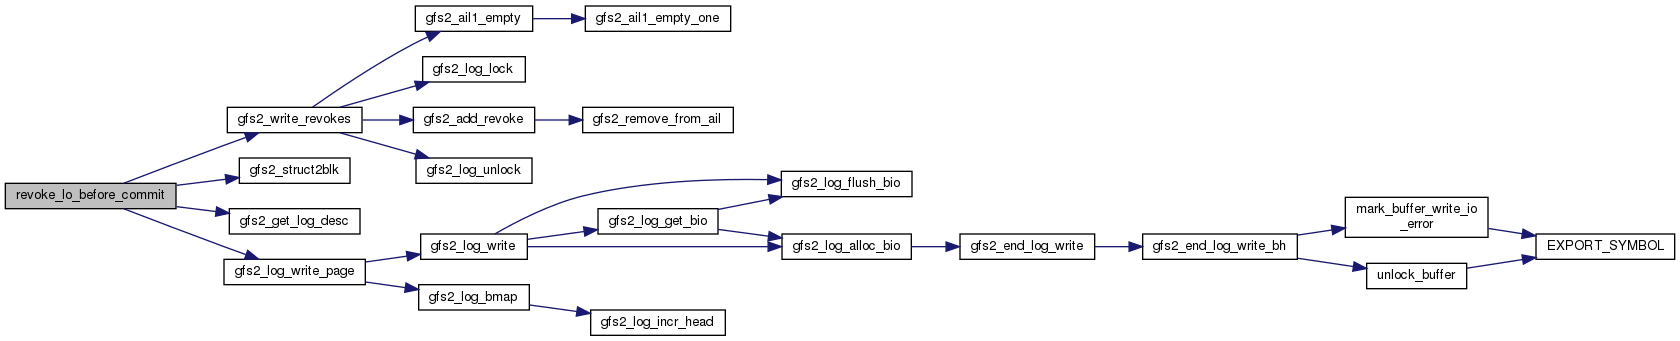 gfs2_ail1_empty
gfs2_ail1_empty_one
gfs2_log_lock
gfs2_write_revokes
gfs2_add_revoke
gfs2_remove_from_ail
gfs2_struct2blk
gfs2_log_unlock
revoke_lo_before_commit
gfs2_log_flush_bio
gfs2_get_log_desc
gfs2_log_get_bio
mark_buffer_write_io
_error
gfs2_log_write
gfs2_log_alloc_bio
gfs2_end_log_write
gfs2_end_log_write_bh
EXPORT_SYMBOL
gfs2_log_write_page
unlock_buffer
gfs2_log_bmap
gfs2_log_incr_head